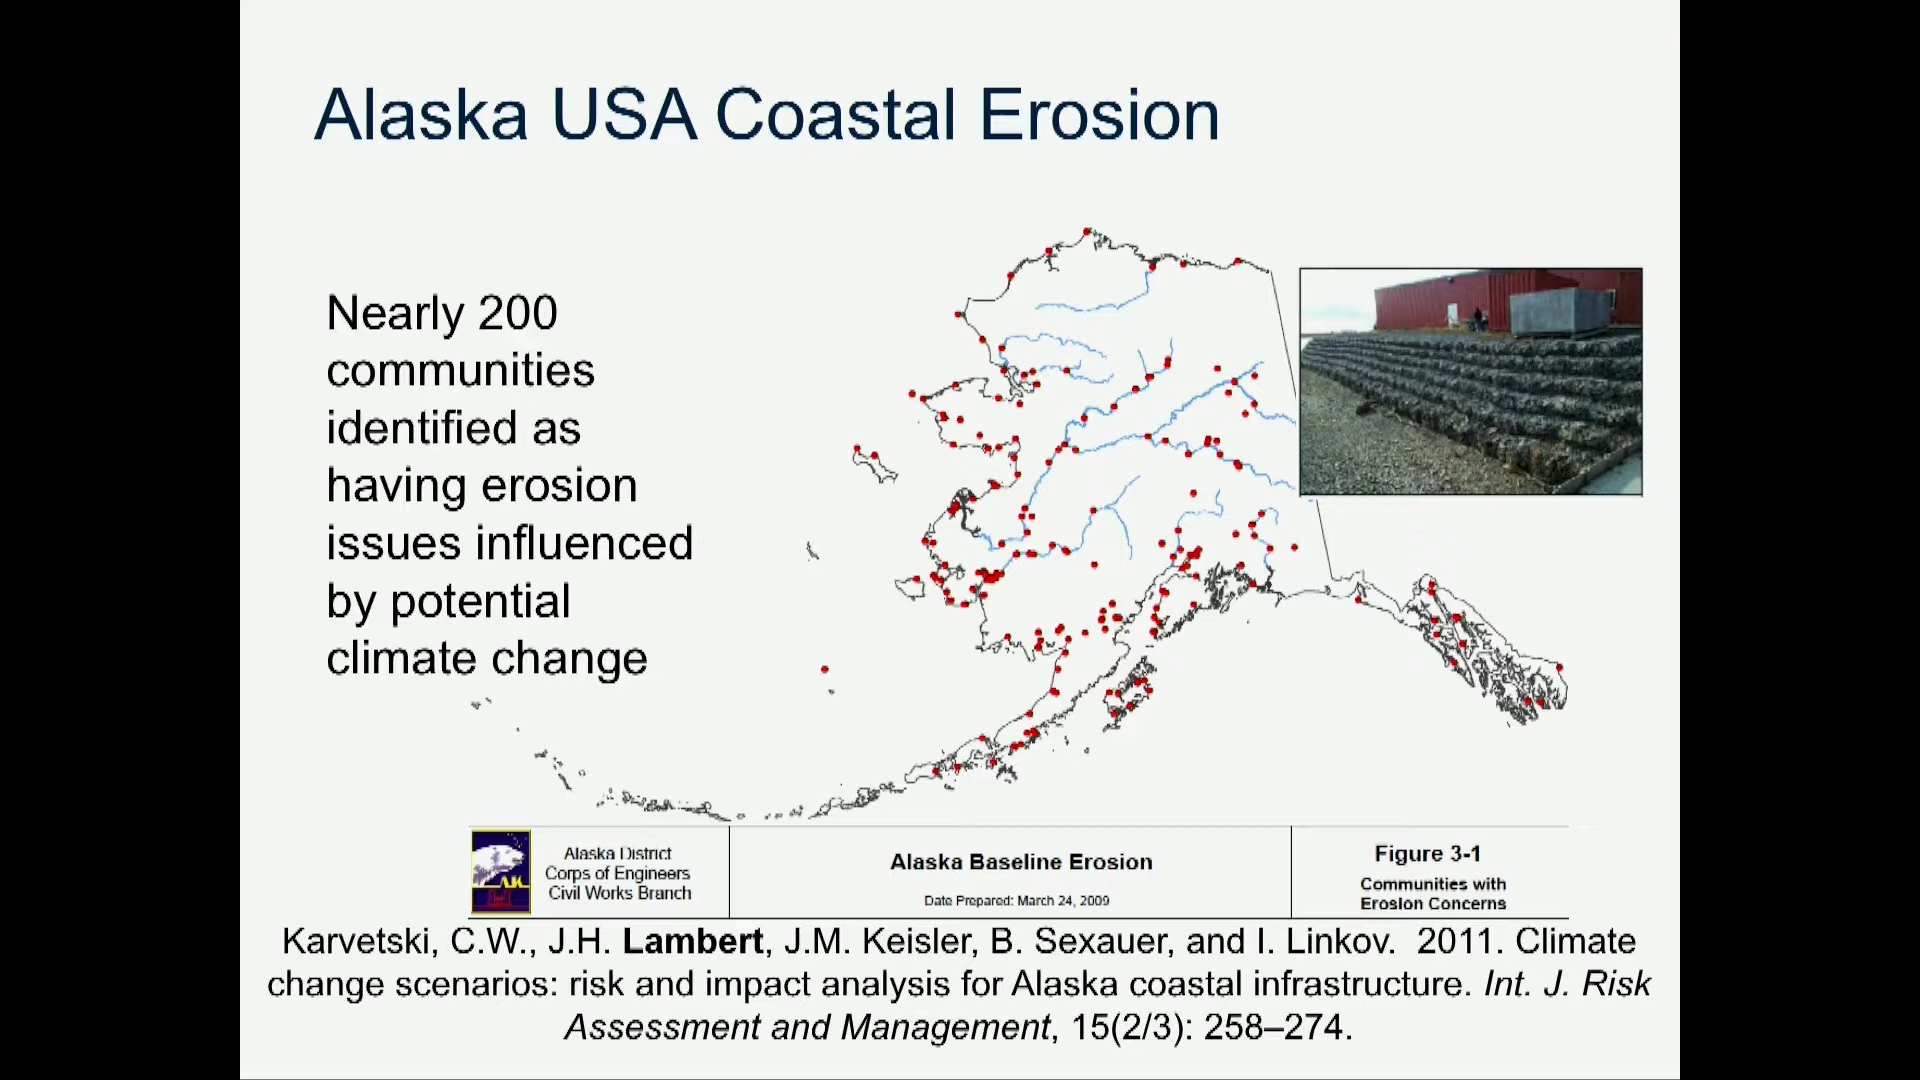 Alaska USA Coastal Erosion
Nearly 200
communities
identified as
having erosion
issues influenced
by potential
climate change
AK
Alaska District
Corps of Engineers
Civil Works Branch
Alaska Baseline Erosion
Date Prepared: March 24, 2009
Figure 3-1
Communities with
Erosion Concerns
Karvetski, C.W., J.H. Lambert, J.M. Keisler, B. Sexauer, and I. Linkov. 2011. Climate
change scenarios: risk and impact analysis for Alaska coastal infrastructure. Int. J. Risk
Assessment and Management, 15(2/3): 258–274.